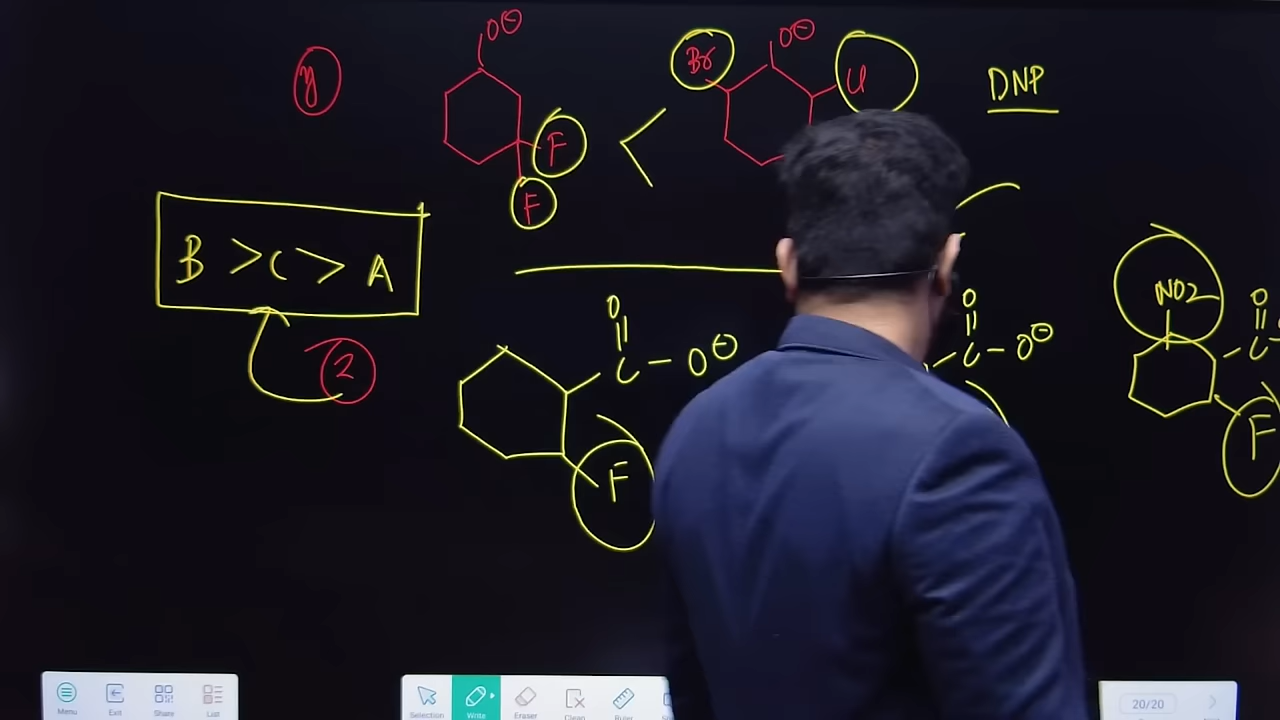 y
O⊖
F
F
<
Br
O⊖
Cl
DNP
B > C > A
2
O
||
C - O⊖
F
O
||
C - O⊖
NO2
O
||
C -
F
Menu
Exit
Share
List
Selection
Write
Eraser
Clean
Ruler
20/20